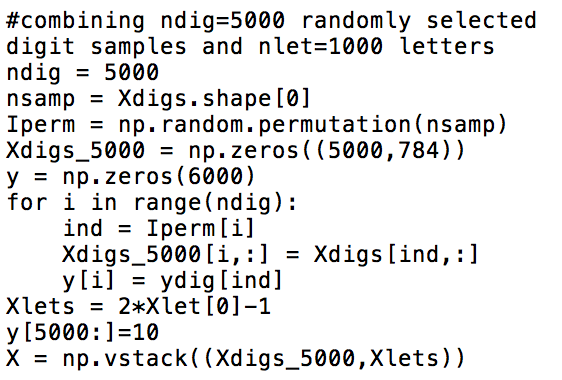 #combining ndig=5000 randomly selected
digit samples and nlet=1000 letters
ndig = 5000
nsamp = Xdigs.shape[0]
Iperm = np.random.permutation(nsamp)
Xdigs_5000 = np.zeros((5000,784))
y = np.zeros(6000)
for i in range(ndig):
    ind = Iperm[i]
    Xdigs_5000[i,:] = Xdigs[ind,:]
    y[i] = ydig[ind]
Xlets = 2*Xlet[0]-1
y[5000:]=10
X = np.vstack((Xdigs_5000,Xlets))